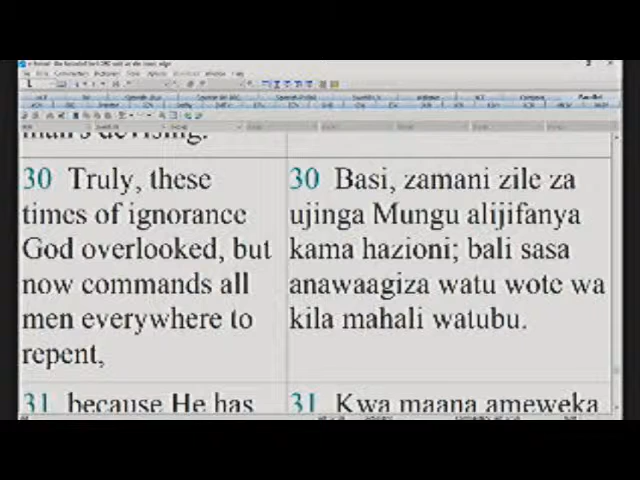 man's devising.
30 Truly, these
times of ignorance
God overlooked, but
now commands all
men everywhere to
repent,
31 because He has
30 Basi, zamani zile za
ujinga Mungu alijifanya
kama hazioni; bali sasa
anawaagiza watu wote wa
kila mahali watubu.
31 Kwa maana ameweka